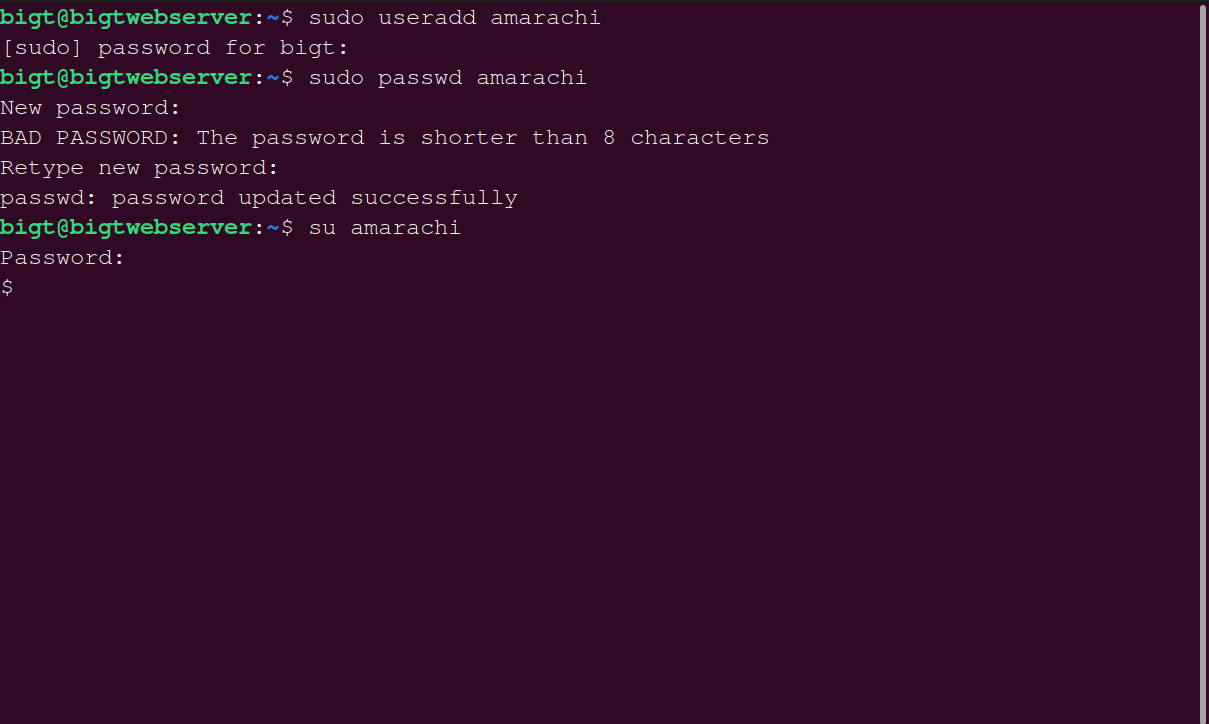 bigt@bigtwebserver:~$ sudo useradd amarachi
[sudo] password for bigt:
bigt@bigtwebserver:~$ sudo passwd amarachi
New password:
BAD PASSWORD: The password is shorter than 8 characters
Retype new password:
passwd: password updated successfully
bigt@bigtwebserver:~$ su amarachi
Password:
$